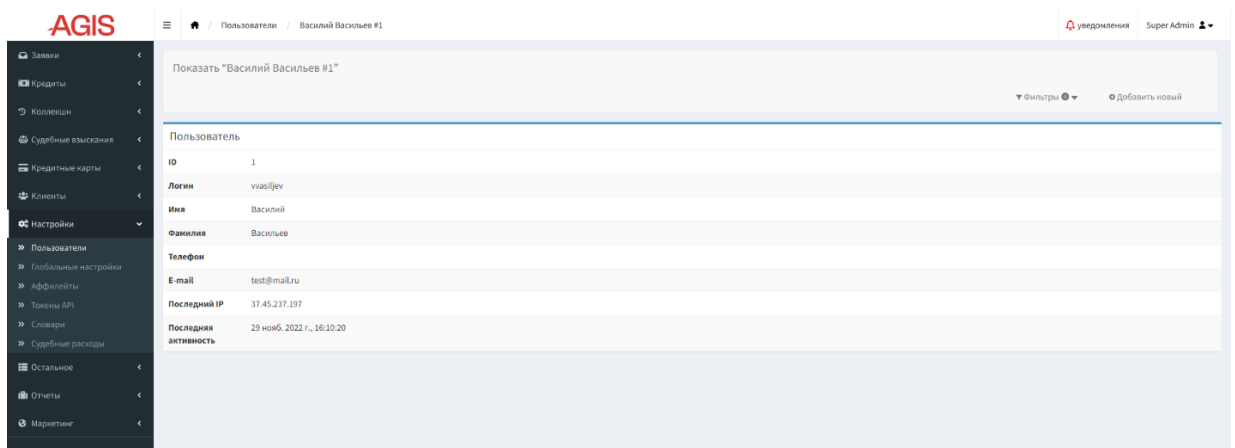 AGIS
/ Пользователи / Василий Васильев #1
уведомления Super Admin
Заявки
Кредиты
Коллекшн
Судебные взыскания
Кредитные карты
Клиенты
Настройки
Пользователи
Глобальные настройки
Аффилейты
Токены API
Словари
Судебные расходы
Остальное
Отчеты
Маркетинг
Показать "Василий Васильев #1"
Фильтры Добавить новый
Пользователь
ID 1
Логин vvasiljev
Имя Василий
Фамилия Васильев
Телефон
E-mail test@mail.ru
Последний IP 37.45.237.197
Последняя активность 29 нояб. 2022 г., 16:10:20